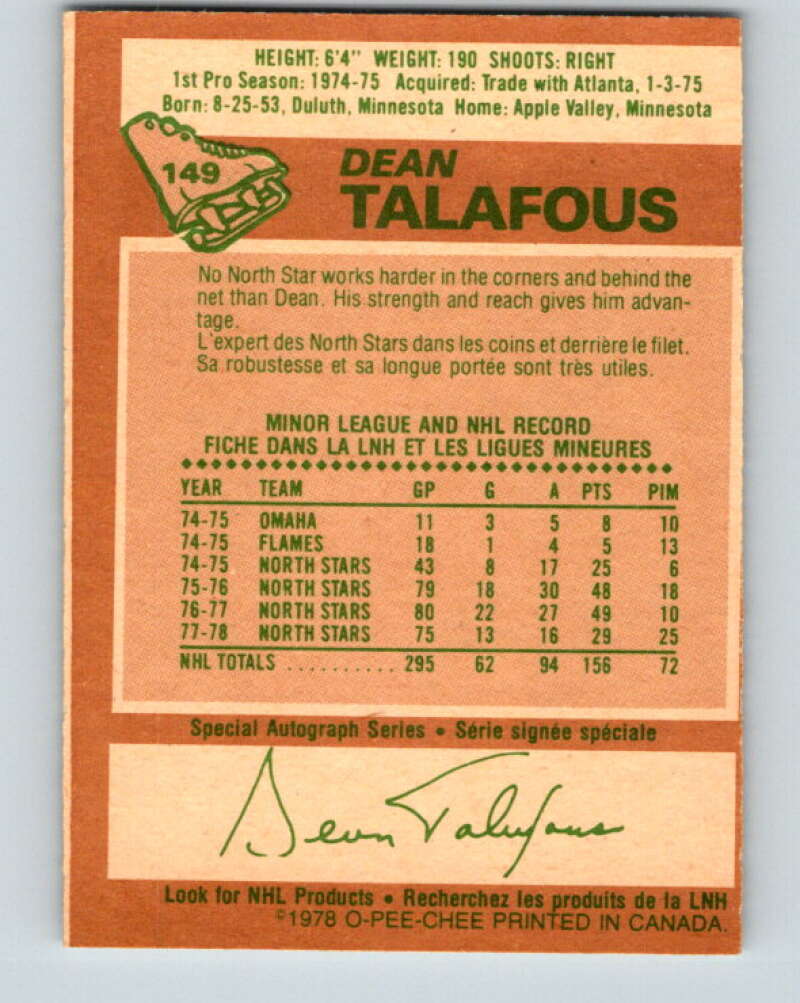 HEIGHT: 6'4" WEIGHT: 190 SHOOTS: RIGHT
1st Pro Season: 1974-75 Acquired: Trade with Atlanta, 1-3-75
Born: 8-25-53, Duluth, Minnesota Home: Apple Valley, Minnesota
149
DEAN
TALAFOUS
No North Star works harder in the corners and behind the
net than Dean. His strength and reach gives him advan-
tage.
L'expert des North Stars dans les coins et derrière le filet.
Sa robustesse et sa longue portée sont très utiles.
MINOR LEAGUE AND NHL RECORD
FICHE DANS LA LNH ET LES LIGUES MINEURES
YEAR TEAM GP G A PTS PIM
74-75 OMAHA 11 3 5 8 10
74-75 FLAMES 18 1 4 5 13
74-75 NORTH STARS 43 8 17 25 6
75-76 NORTH STARS 79 18 30 48 18
76-77 NORTH STARS 80 22 27 49 10
77-78 NORTH STARS 75 13 16 29 25
NHL TOTALS .......... 295 62 94 156 72
Special Autograph Series • Série signée spéciale
Dean Talafous
Look for NHL Products • Recherchez les produits de la LNH
©1978 O-PEE-CHEE PRINTED IN CANADA.